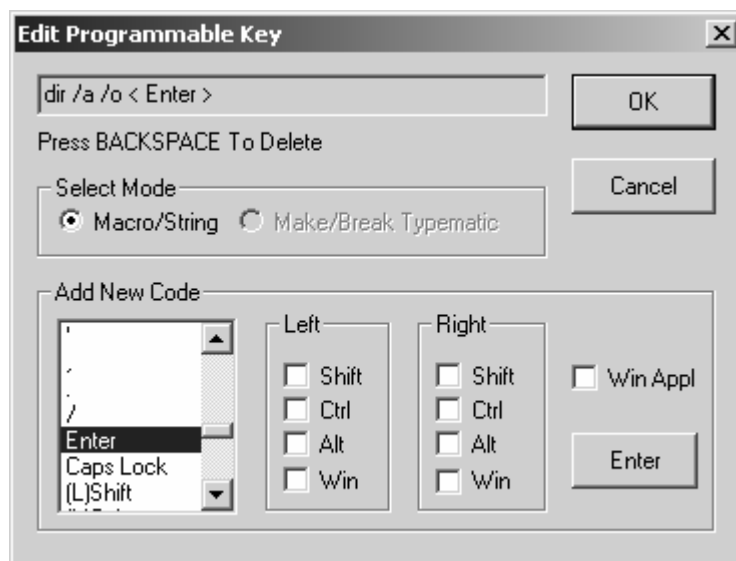 Edit Programmable Key
dir /a /o < Enter >
OK
Press BACKSPACE To Delete
Cancel
Select Mode
Macro/String
Make/Break Typematic
Add New Code
'
,
.
/
Enter
Caps Lock
(L)Shift
Left
Shift
Ctrl
Alt
Win
Right
Shift
Ctrl
Alt
Win
Win Appl
Enter